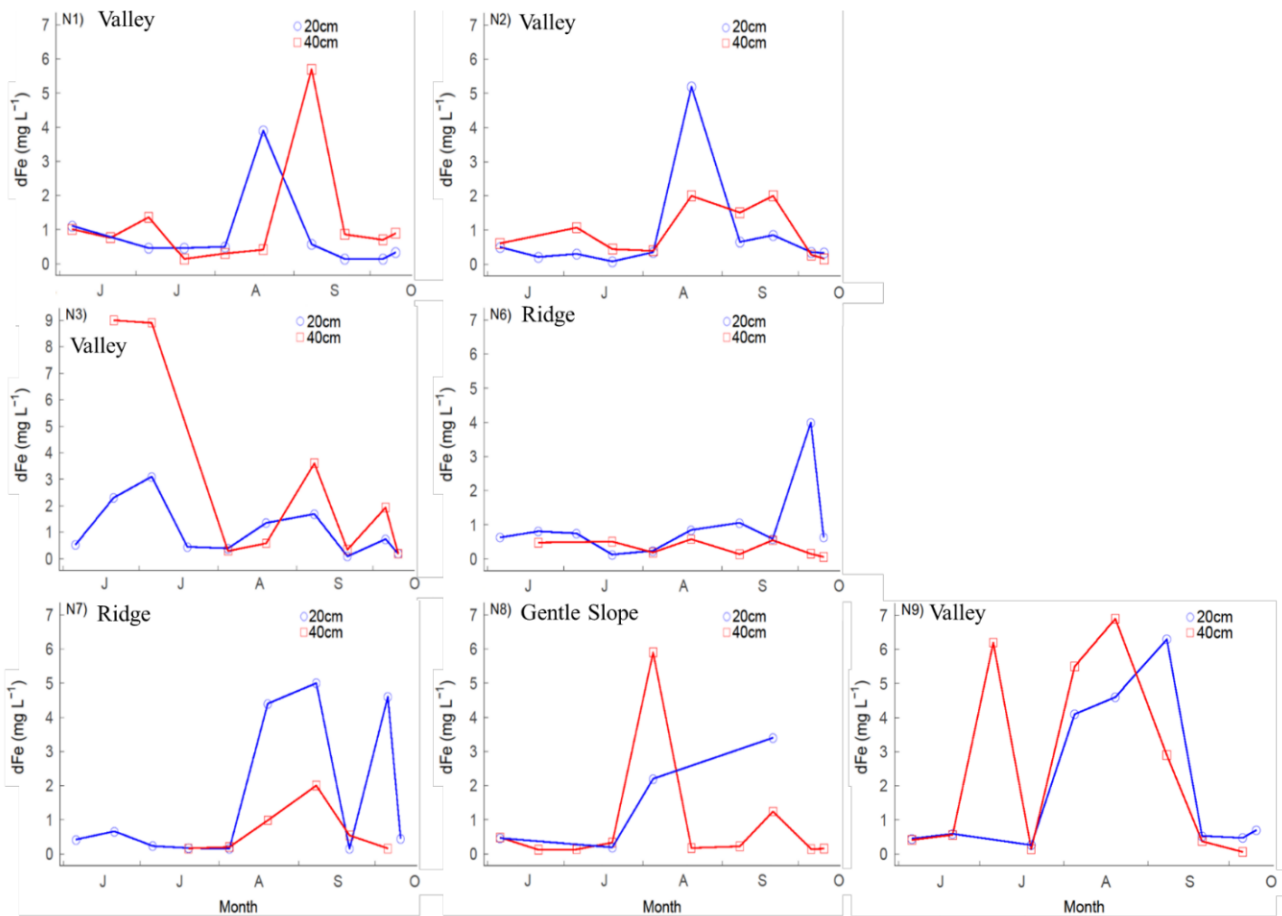 N1) Valley
20cm
40cm
7
6
5
4
3
2
1
0
dFe (mg L⁻¹)
J J A S O
N2) Valley
20cm
40cm
7
6
5
4
3
2
1
0
dFe (mg L⁻¹)
J J A S O
N3)
Valley
20cm
40cm
9
8
7
6
5
4
3
2
1
0
dFe (mg L⁻¹)
J J A S O
N6) Ridge
20cm
40cm
7
6
5
4
3
2
1
0
dFe (mg L⁻¹)
J J A S O
N7) Ridge
20cm
40cm
7
6
5
4
3
2
1
0
dFe (mg L⁻¹)
J J A S O
Month
N8) Gentle Slope
20cm
40cm
7
6
5
4
3
2
1
0
dFe (mg L⁻¹)
J J A S O
Month
N9) Valley
20cm
40cm
7
6
5
4
3
2
1
0
dFe (mg L⁻¹)
J J A S O
Month